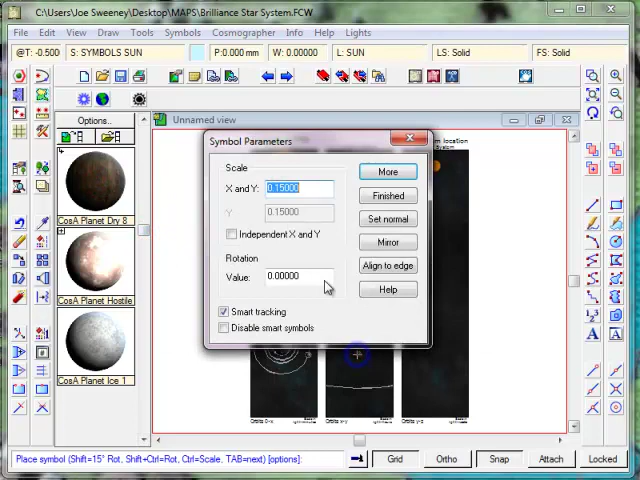 C:\Users\Joe Sweeney\Desktop\MAPS\Brilliance Star System.FCW
File Edit View Draw Tools Symbols Cosmographer Info Help Lights
@T: -0.500 S: SYMBOLS SUN P:0.000 mm W: 0.00000 L: SUN LS: Solid FS: Solid
Options..
Unnamed view
Symbol Parameters
Scale
X and Y: 0.15000
Y 0.15000
Independent X and Y
Rotation
Value: 0.00000
Smart tracking
Disable smart symbols
More
Finished
Set normal
Mirror
Align to edge
Help
location
CosA Planet Dry 8
CosA Planet Hostile
CosA Planet Ice 1
Orbits x-y
Orbits y-z
Place symbol (Shift=15° Rot, Shift+Ctrl=Rot, Ctrl=Scale, TAB=next) [options]:
Grid Ortho Snap Attach Locked